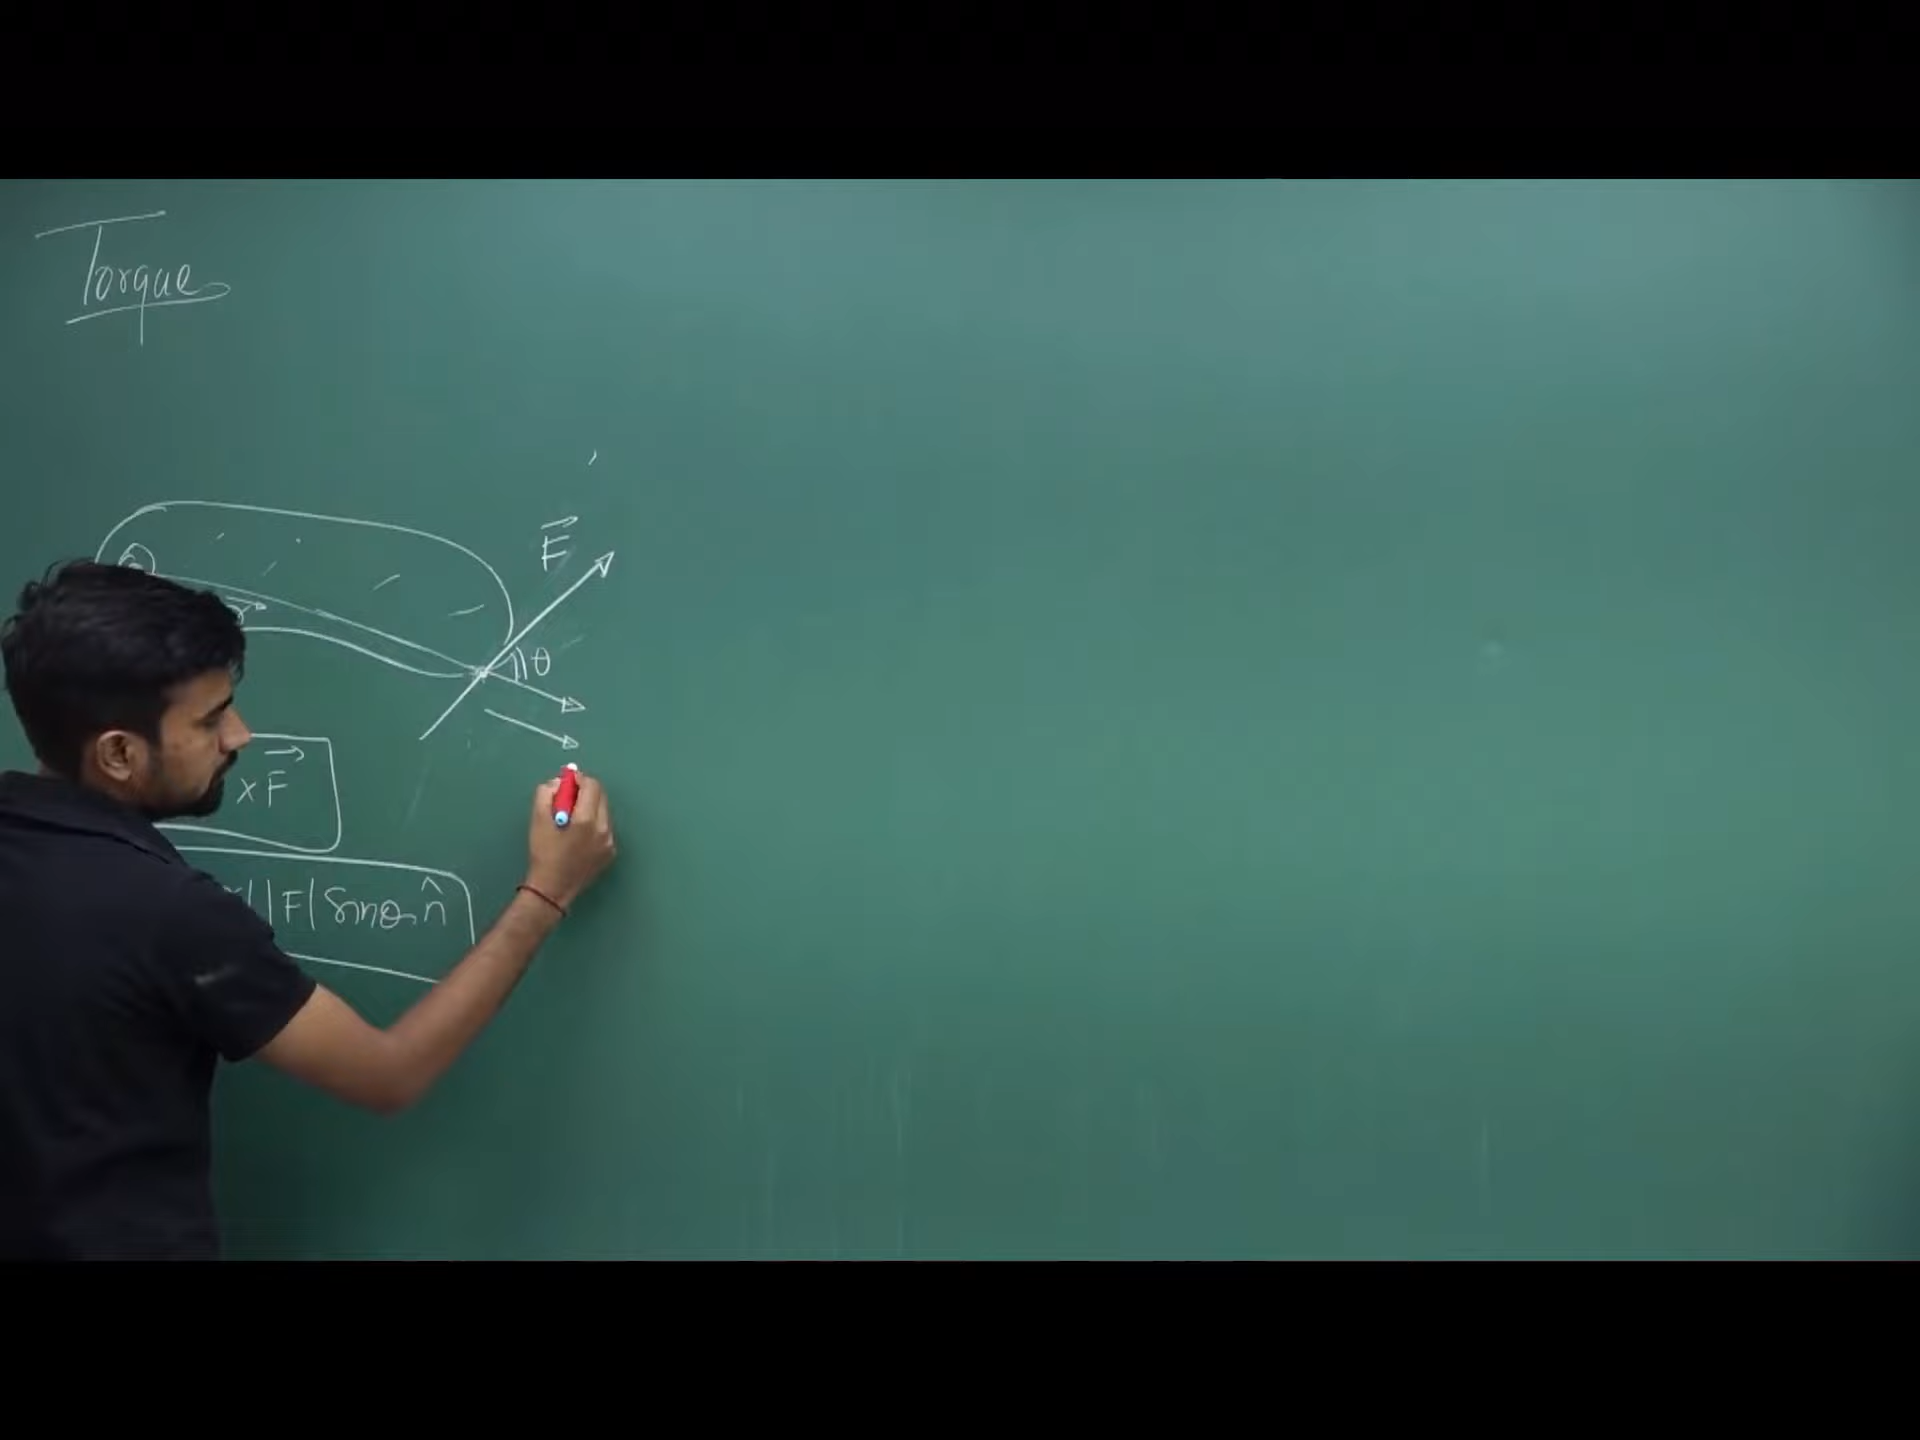 Torque
F
r
θ
× F
||F| Sinθ n̂